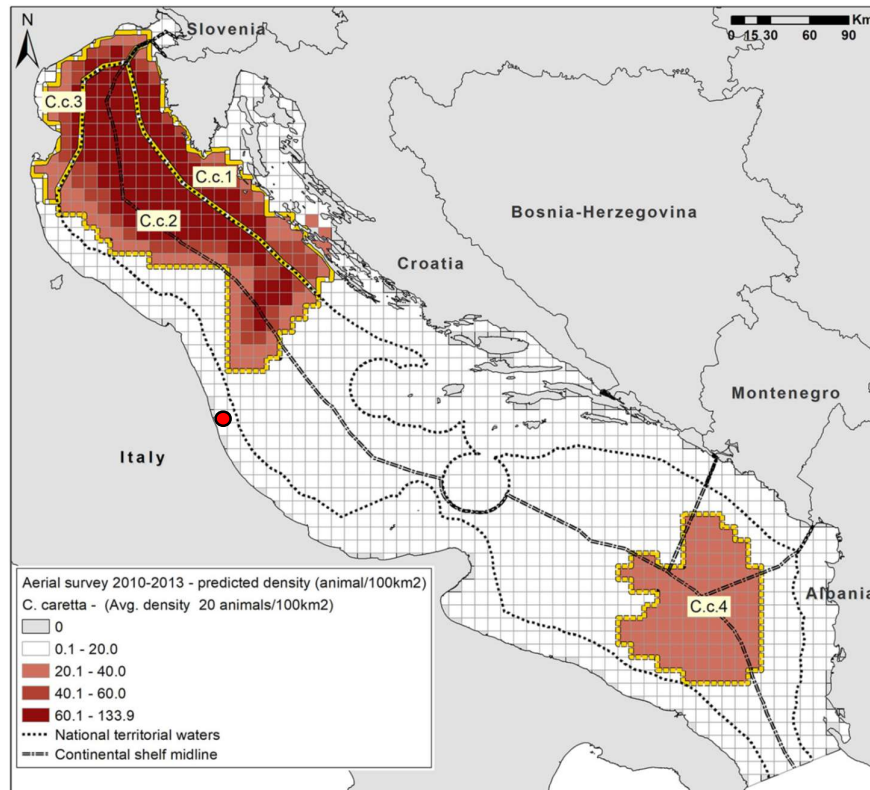 N
Slovenia
Km
0 15 30 60 90
C.c.3
C.c.1
C.c.2
Bosnia-Herzegovina
Croatia
Montenegro
Italy
Albania
C.c.4
Aerial survey 2010-2013 - predicted density (animal/100km2)
C. caretta - (Avg. density 20 animals/100km2)
0
0.1 - 20.0
20.1 - 40.0
40.1 - 60.0
60.1 - 133.9
National territorial waters
Continental shelf midline